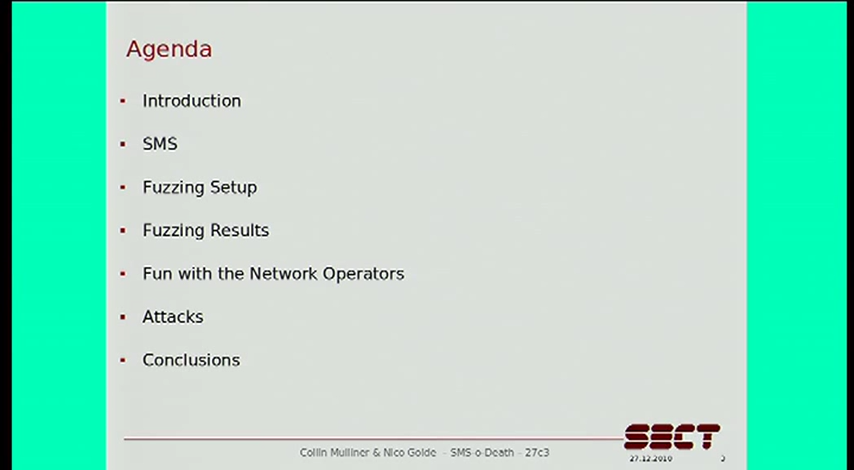 Agenda
Introduction
SMS
Fuzzing Setup
Fuzzing Results
Fun with the Network Operators
Attacks
Conclusions
Collin Mulliner & Nico Golde - SMS-o-Death - 27c3
SECT
27.12.2010